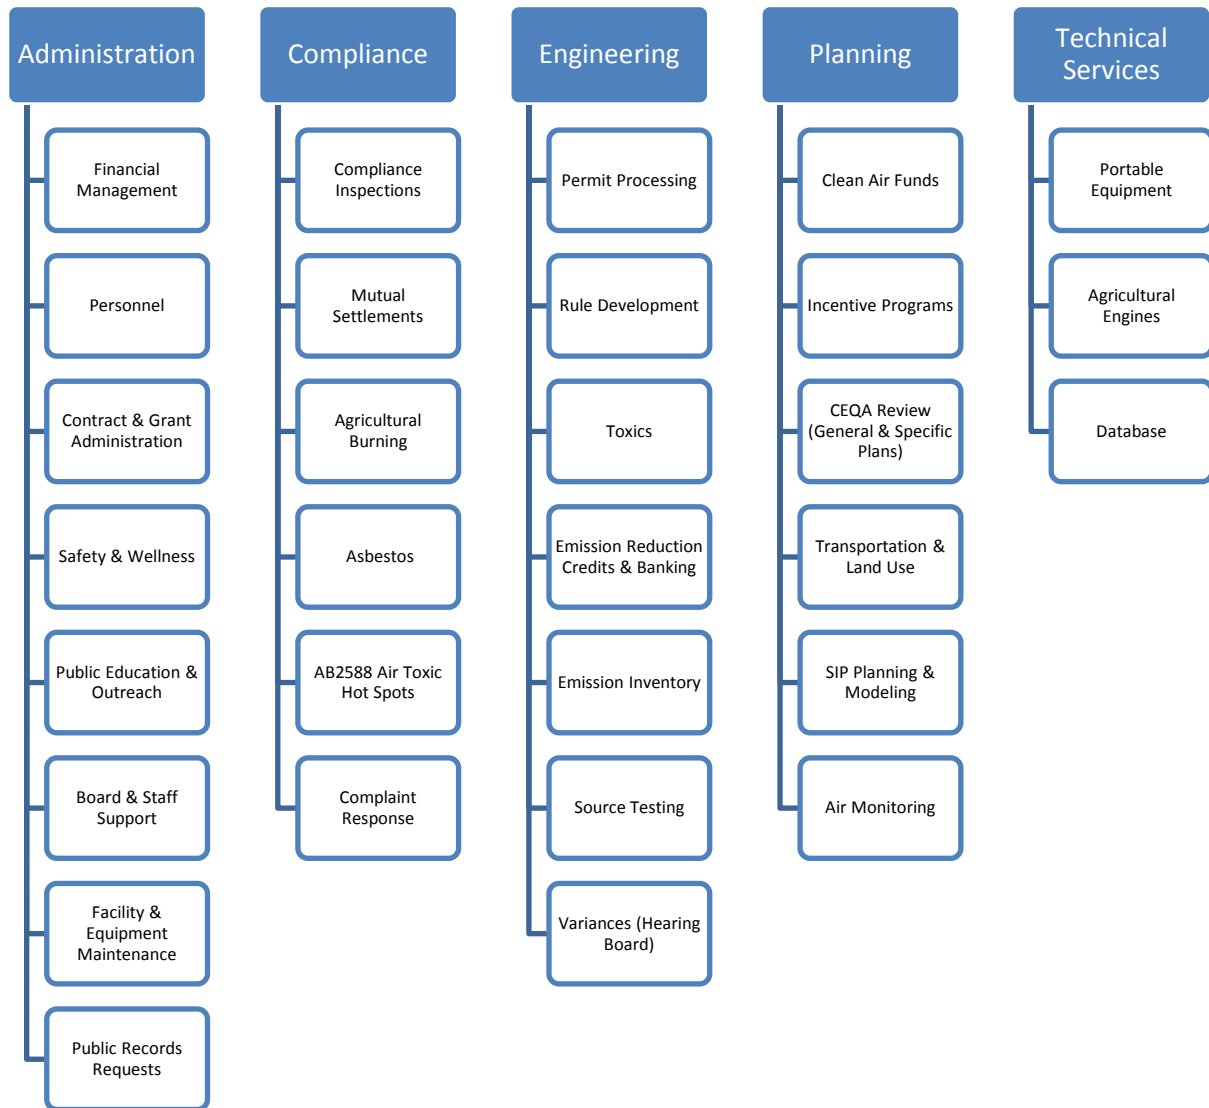 Administration
Financial
Management
Personnel
Contract & Grant
Administration
Safety & Wellness
Public Education &
Outreach
Board & Staff
Support
Facility &
Equipment
Maintenance
Public Records
Requests
Compliance
Compliance
Inspections
Mutual
Settlements
Agricultural
Burning
Asbestos
AB2588 Air Toxic
Hot Spots
Complaint
Response
Engineering
Permit Processing
Rule Development
Toxics
Emission Reduction
Credits & Banking
Emission Inventory
Source Testing
Variances (Hearing
Board)
Planning
Clean Air Funds
Incentive Programs
CEQA Review
(General & Specific
Plans)
Transportation &
Land Use
SIP Planning &
Modeling
Air Monitoring
Technical
Services
Portable
Equipment
Agricultural
Engines
Database